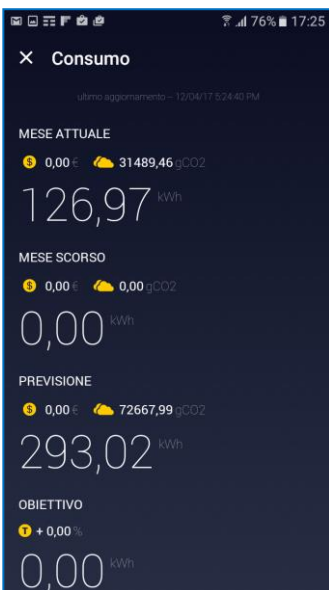 76% 17:25
Consumo
ultimo aggiornamento – 12/04/17 5:24:40 PM
MESE ATTUALE
0,00 € 31489,46 gCO2
126,97 kWh
MESE SCORSO
0,00 € 0,00 gCO2
0,00 kWh
PREVISIONE
0,00 € 72667,99 gCO2
293,02 kWh
OBIETTIVO
T + 0,00 %
0,00 kWh